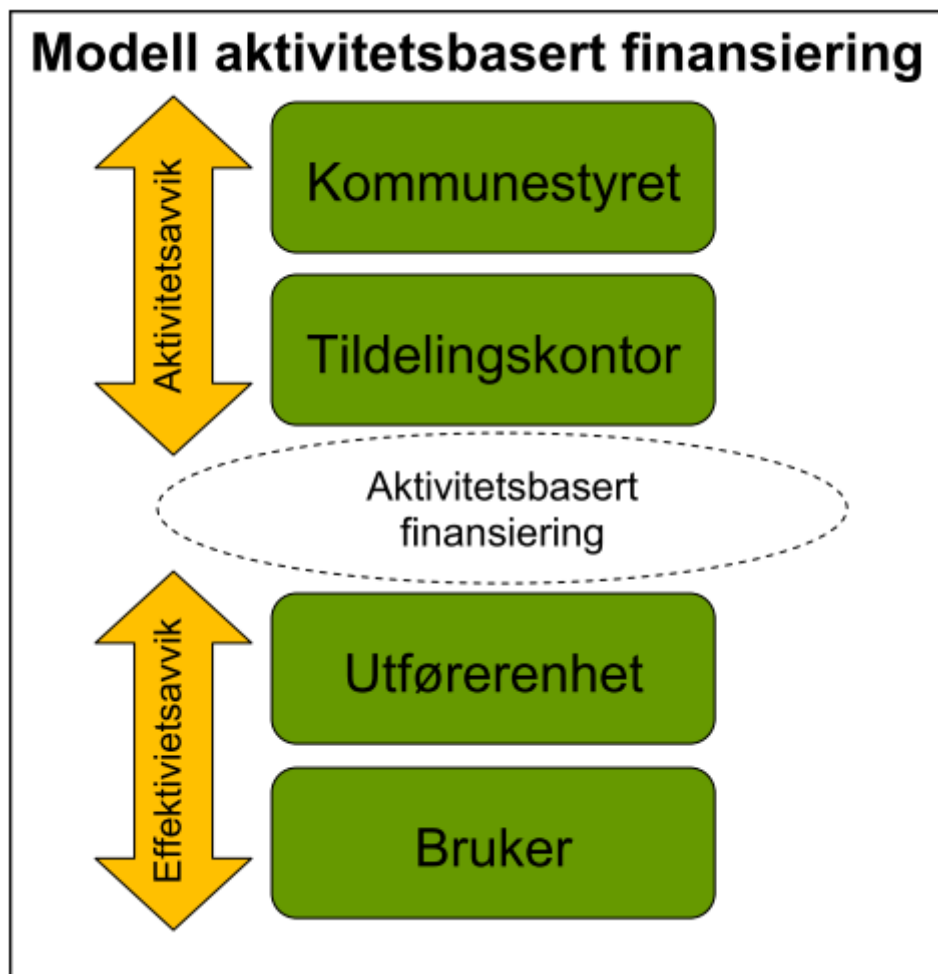 Modell aktivitetsbasert finansiering
Aktivitetsavvik
Kommunestyret
Tildelingskontor
Aktivitetsbasert
finansiering
Effektivietsavvik
Utførerenhet
Bruker